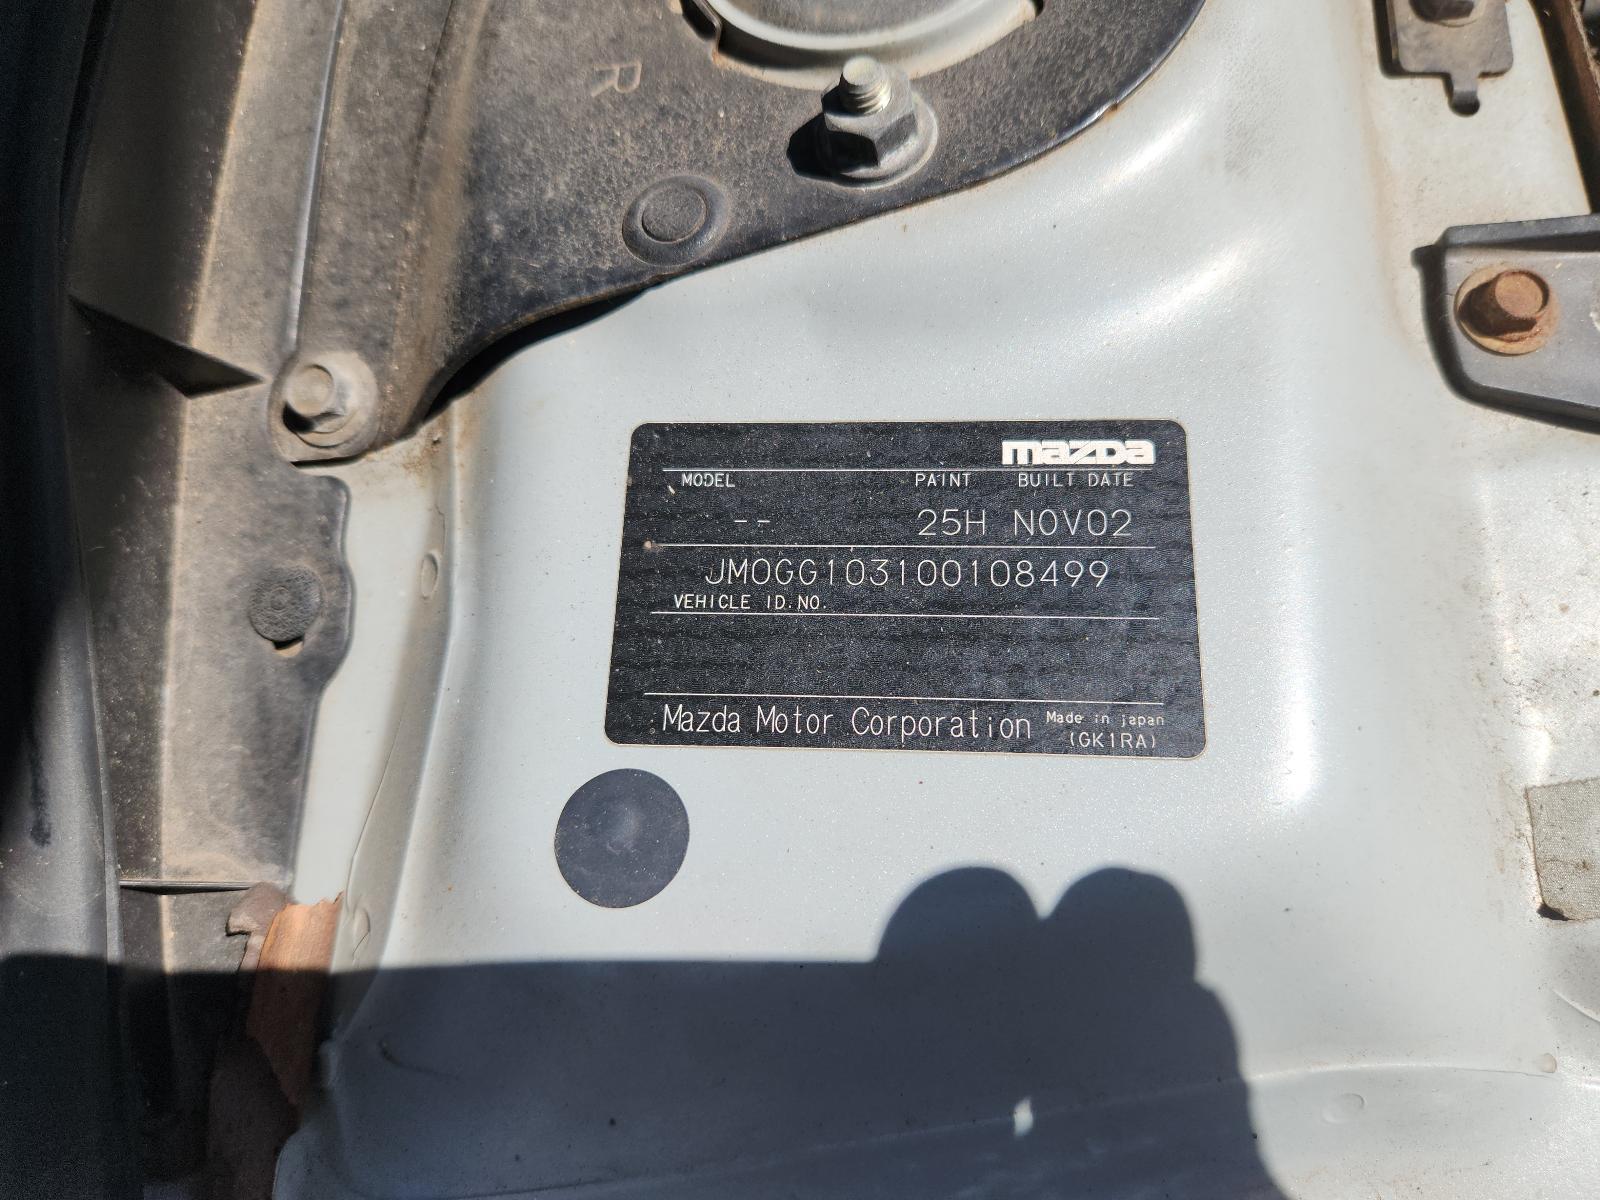 R
mazda
MODEL PAINT BUILT DATE
-- 25H NOV02
JM0GG103100108499
VEHICLE ID.NO.
Mazda Motor Corporation Made in japan
(GK1RA)